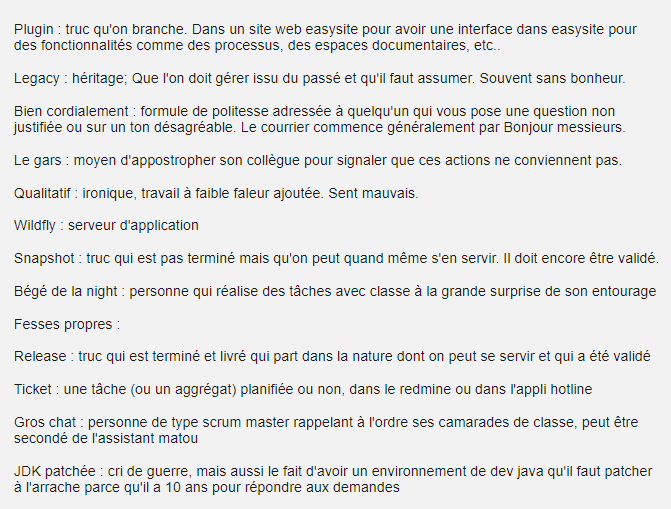 Plugin : truc qu'on branche. Dans un site web easysite pour avoir une interface dans easysite pour
des fonctionnalités comme des processus, des espaces documentaires, etc..
Legacy : héritage; Que l'on doit gérer issu du passé et qu'il faut assumer. Souvent sans bonheur.
Bien cordialement : formule de politesse adressée à quelqu'un qui vous pose une question non
justifiée ou sur un ton désagréable. Le courrier commence généralement par Bonjour messieurs.
Le gars : moyen d'appostropher son collègue pour signaler que ces actions ne conviennent pas.
Qualitatif : ironique, travail à faible faleur ajoutée. Sent mauvais.
Wildfly : serveur d'application
Snapshot : truc qui est pas terminé mais qu'on peut quand même s'en servir. Il doit encore être validé.
Bégé de la night : personne qui réalise des tâches avec classe à la grande surprise de son entourage
Fesses propres :
Release : truc qui est terminé et livré qui part dans la nature dont on peut se servir et qui a été validé
Ticket : une tâche (ou un aggrégat) planifiée ou non, dans le redmine ou dans l'appli hotline
Gros chat : personne de type scrum master rappelant à l'ordre ses camarades de classe, peut être
secondé de l'assistant matou
JDK patchée : cri de guerre, mais aussi le fait d'avoir un environnement de dev java qu'il faut patcher
à l'arrache parce qu'il a 10 ans pour répondre aux demandes